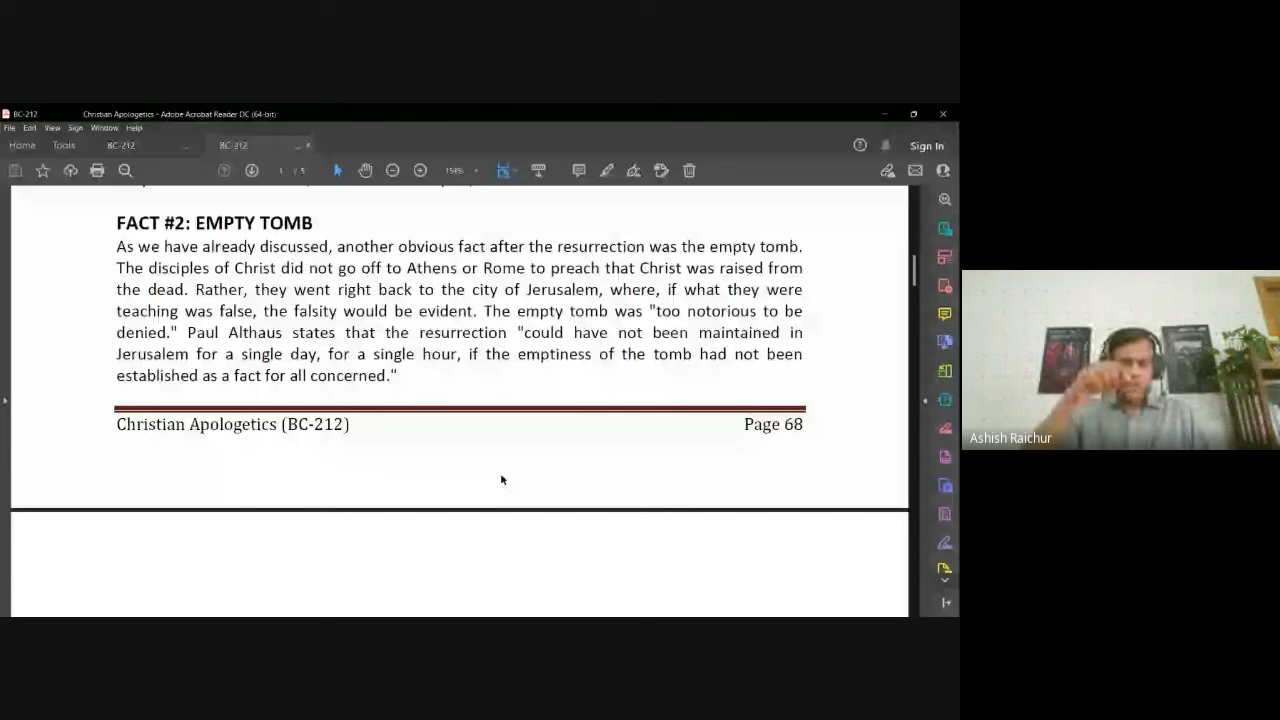 BC-212 Christian Apologetics - Adobe Acrobat Reader DC (64-bit)
File Edit View Sign Window Help
Home Tools BC-212 ... BC-212 ... ×
Sign In
1 / 5
FACT #2: EMPTY TOMB
As we have already discussed, another obvious fact after the resurrection was the empty tomb.
The disciples of Christ did not go off to Athens or Rome to preach that Christ was raised from
the dead. Rather, they went right back to the city of Jerusalem, where, if what they were
teaching was false, the falsity would be evident. The empty tomb was "too notorious to be
denied." Paul Althaus states that the resurrection "could have not been maintained in
Jerusalem for a single day, for a single hour, if the emptiness of the tomb had not been
established as a fact for all concerned."
Christian Apologetics (BC-212) Page 68
Ashish Raichur